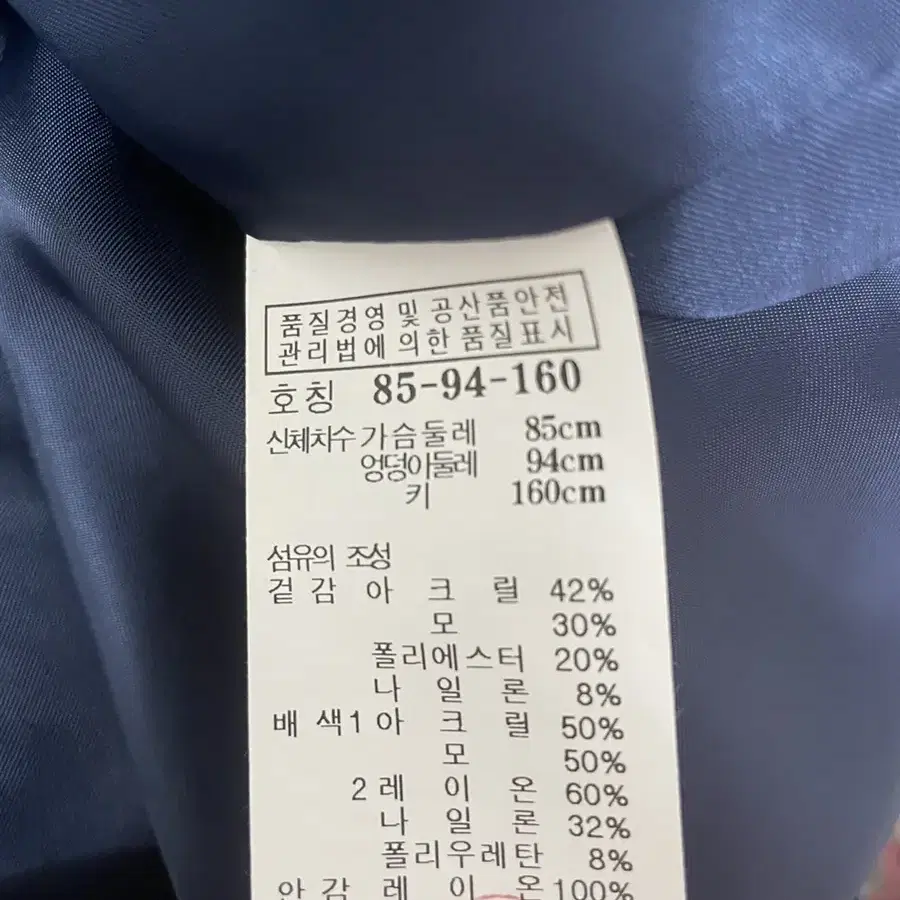 품질경영 및 공산품안전
관리법에 의한 품질표시
호칭 85-94-160
신체치수 가슴둘레 85cm
엉덩이둘레 94cm
키 160cm
섬유의 조성
겉감 아크릴 42%
모 30%
폴리에스터 20%
나일론 8%
배색1 아크릴 50%
모 50%
2 레이온 60%
나일론 32%
폴리우레탄 8%
안감 레이온 100%